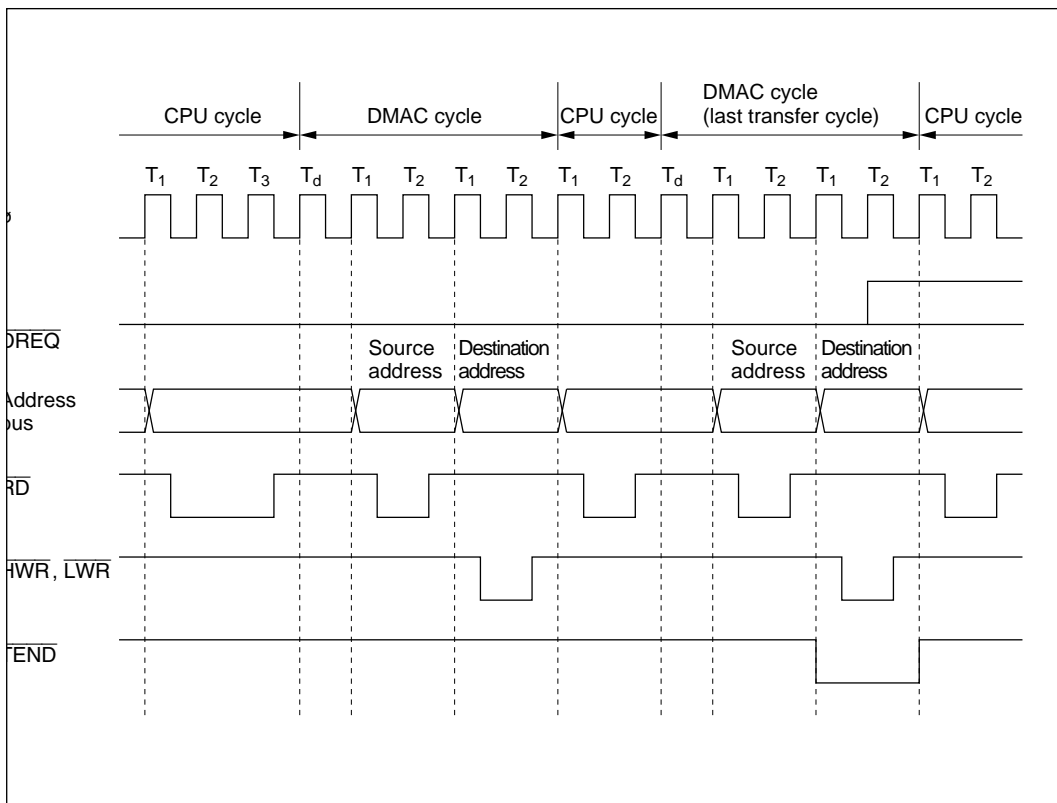 DMAC cycle
CPU cycle DMAC cycle CPU cycle (last transfer cycle) CPU cycle
T1 T2 T3 Td T1 T2 T1 T2 T1 T2 Td T1 T2 T1 T2 T1 T2
ø
DREQ
Source Destination Source Destination
address address address address
Address
bus
RD
HWR, LWR
TEND